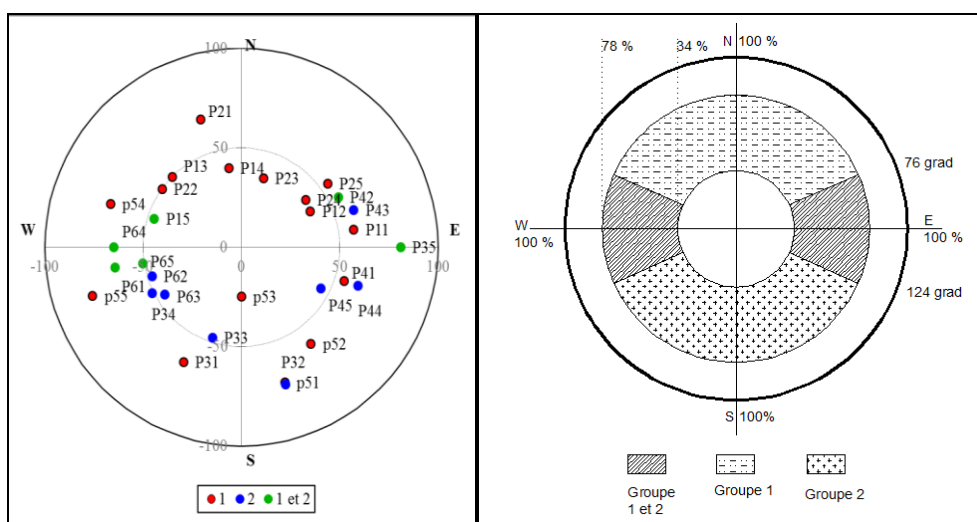 100 N
P21
50
P13 P14 P23
P22 P25
P24 P42
p54 P12 P43
P15
W P64 P11 E
-100 -50 0 0 50 100
P35
P65
P62 P41
P61 P63 p53 P45 P44
p55
P34
P33 p52
-50
P31 P32
p51
-100
S
1 2 1 et 2
78 % 34 % N 100 %
76 grad
W E
100 % 100 %
124 grad
S 100%
Groupe
1 et 2
Groupe 1
Groupe 2